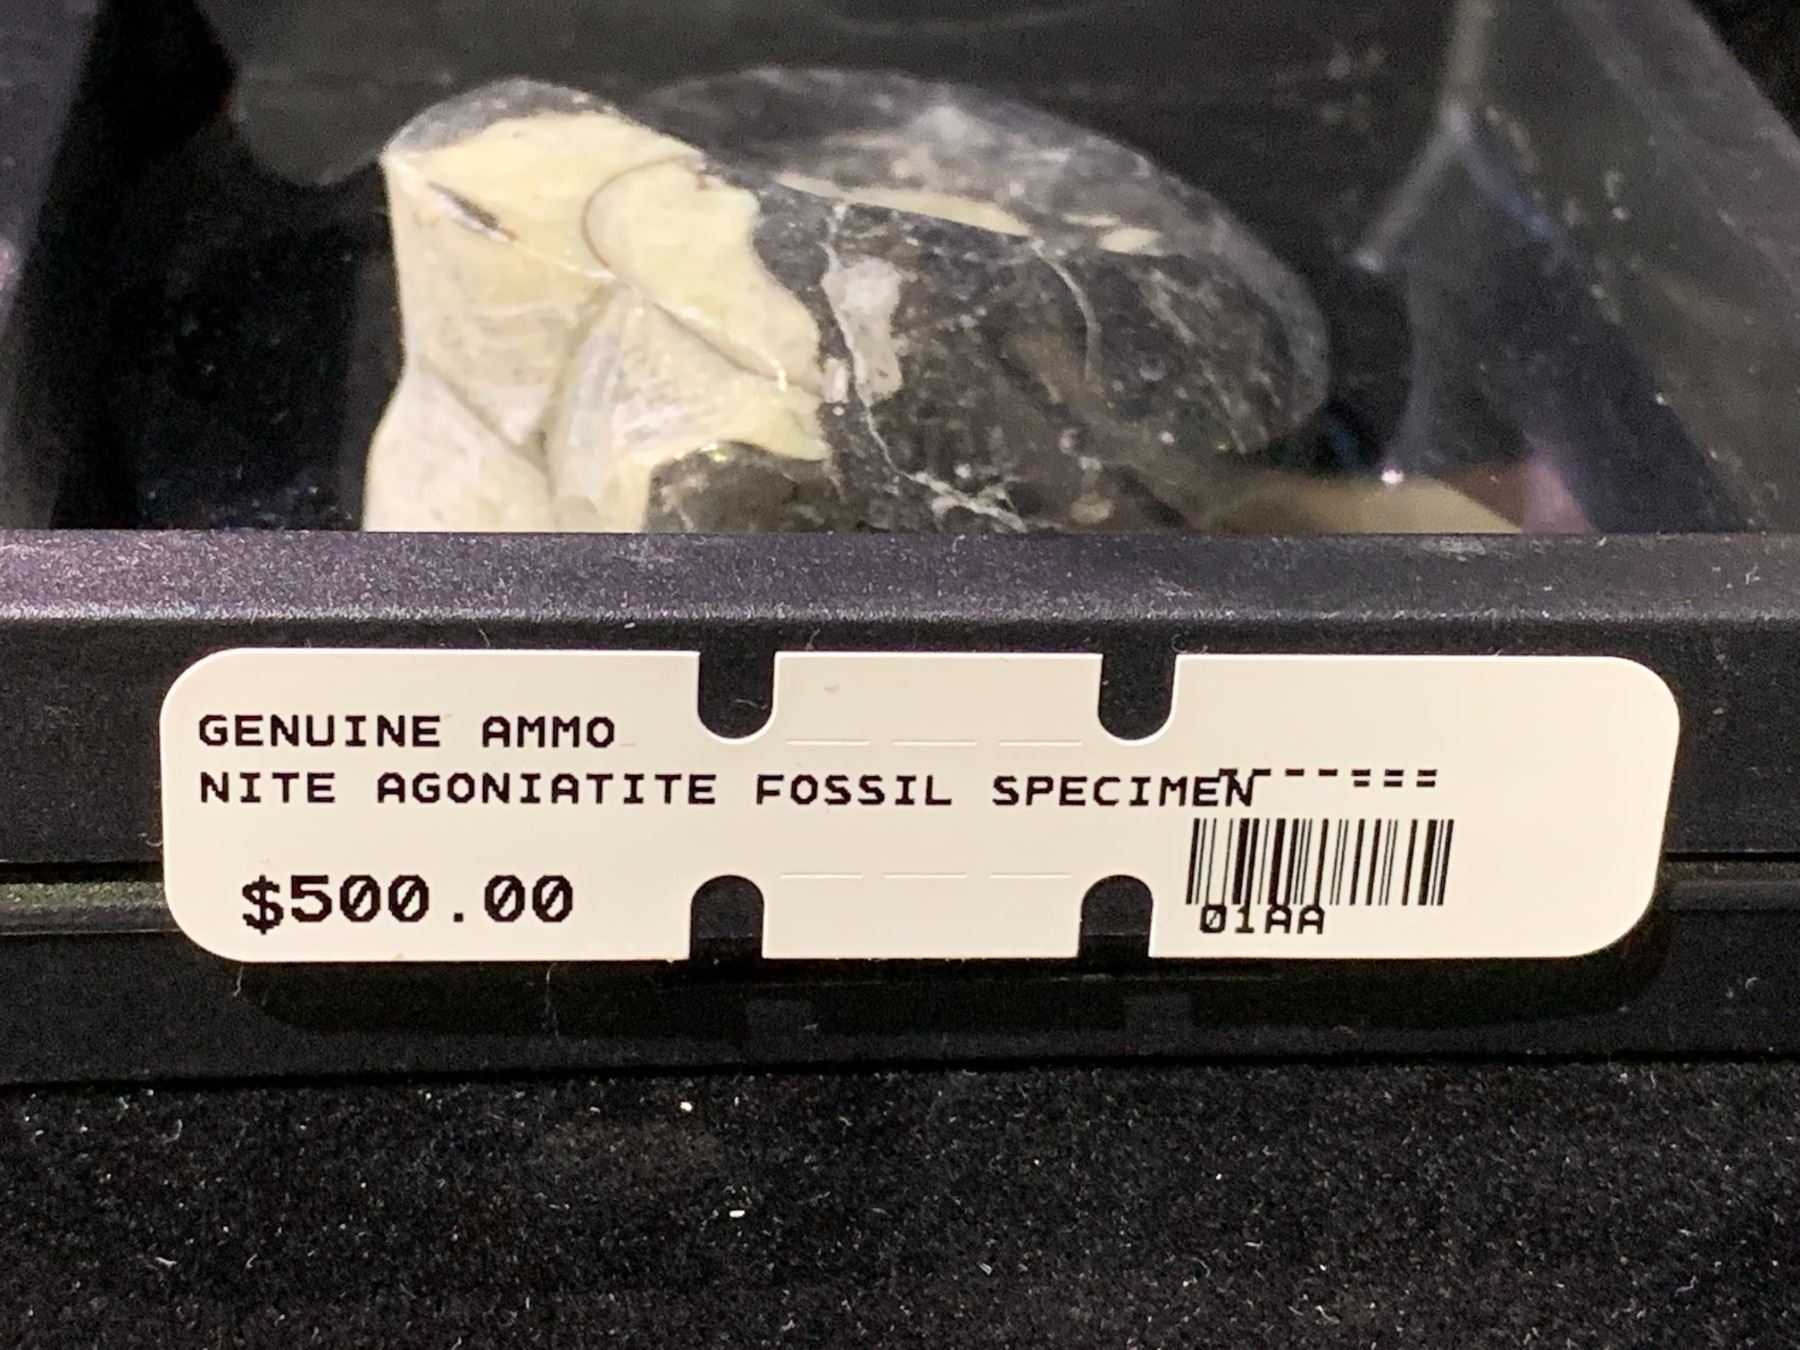 GENUINE AMMO
NITE AGONIATITE FOSSIL SPECIMEN
----===
$500.00
01AA